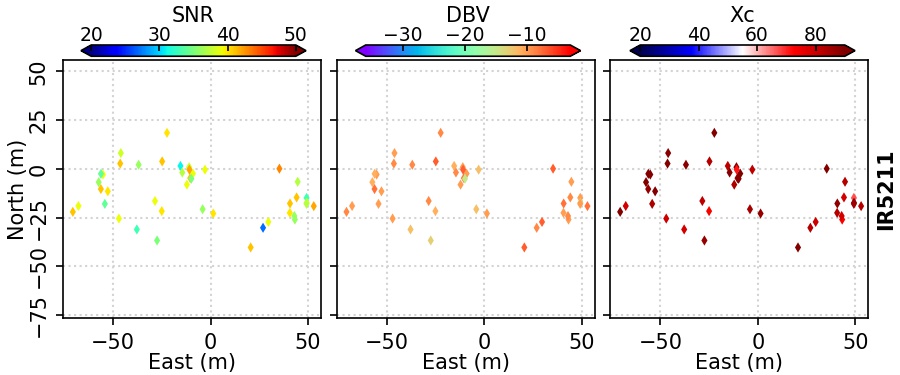 SNR DBV Xc
20 30 40 50 −30 −20 −10 20 40 60 80
50
25
0
−25
−50
−75
North (m)
−50 0 50 −50 0 50 −50 0 50
East (m) East (m) East (m)
IR5211